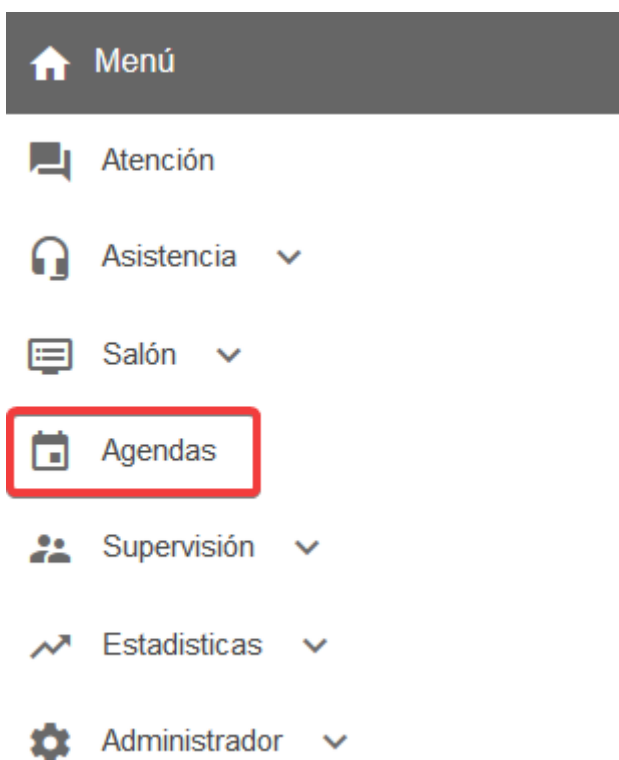 Menú
Atención
Asistencia
Salón
Agendas
Supervisión
Estadisticas
Administrador